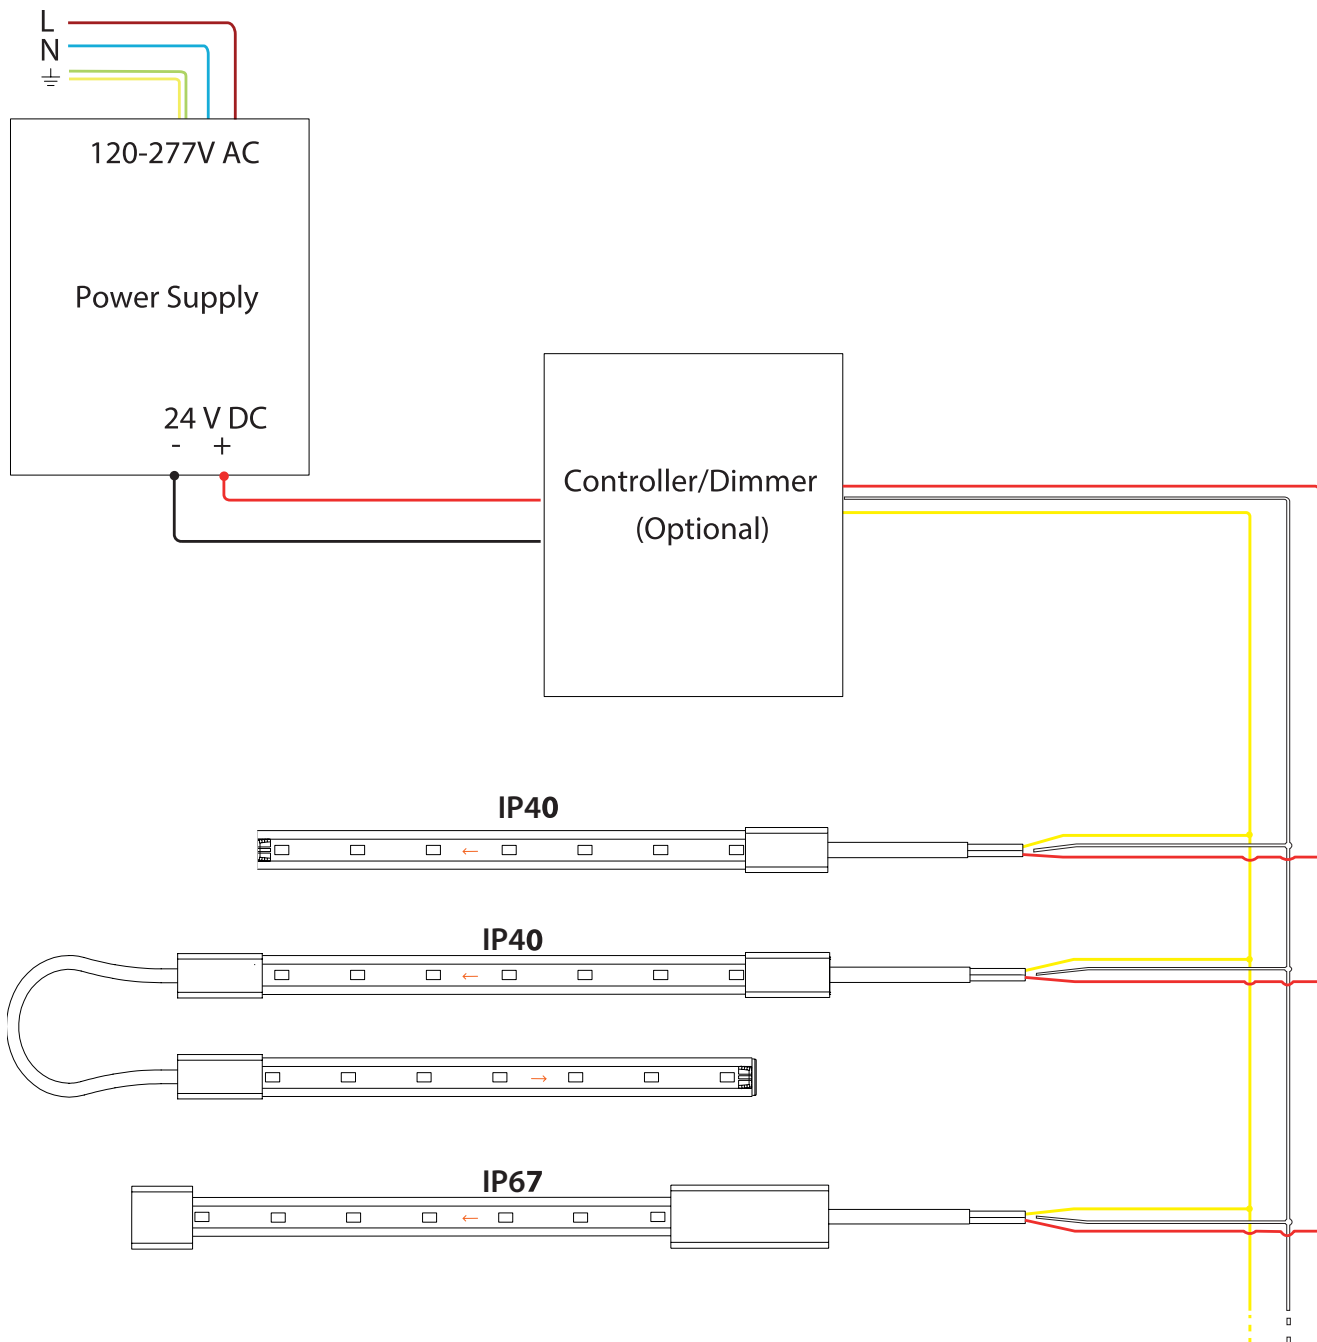 L
N
120-277V AC
Power Supply
24 V DC
- +
Controller/Dimmer
(Optional)
IP40
IP40
IP67